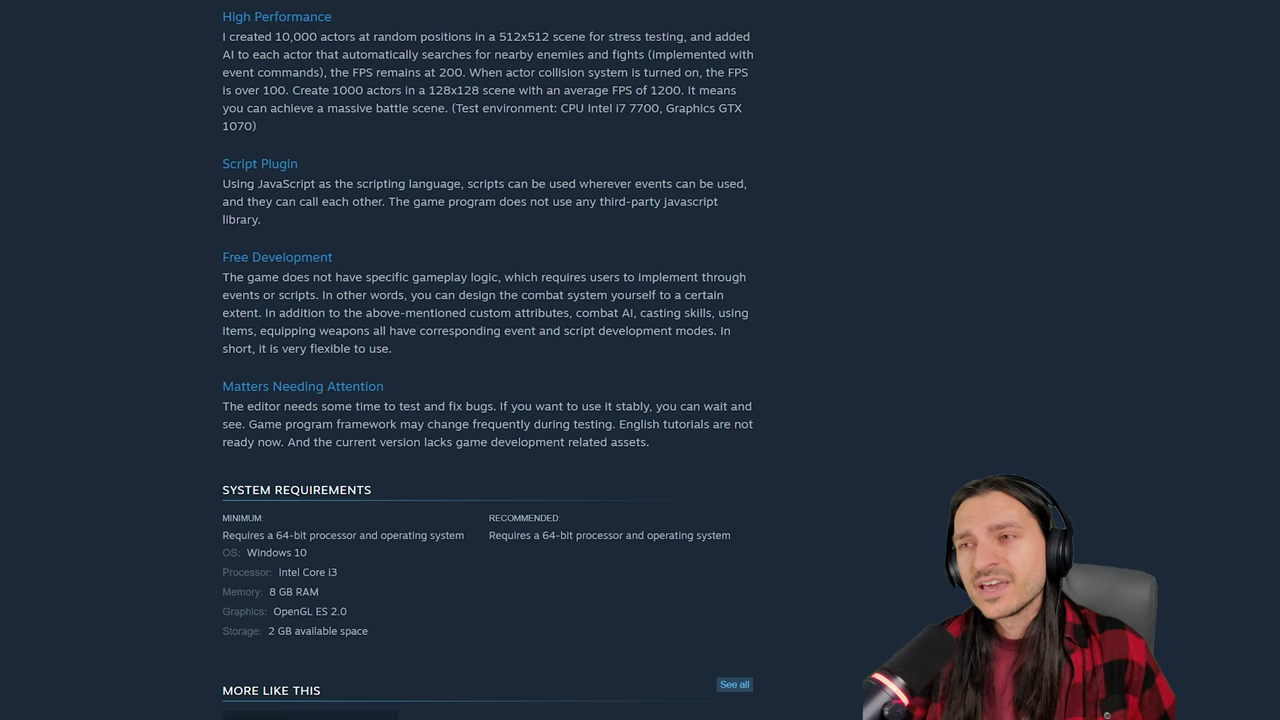 High Performance
I created 10,000 actors at random positions in a 512x512 scene for stress testing, and added
AI to each actor that automatically searches for nearby enemies and fights (implemented with
event commands), the FPS remains at 200. When actor collision system is turned on, the FPS
is over 100. Create 1000 actors in a 128x128 scene with an average FPS of 1200. It means
you can achieve a massive battle scene. (Test environment: CPU Intel i7 7700, Graphics GTX
1070)
Script Plugin
Using JavaScript as the scripting language, scripts can be used wherever events can be used,
and they can call each other. The game program does not use any third-party javascript
library.
Free Development
The game does not have specific gameplay logic, which requires users to implement through
events or scripts. In other words, you can design the combat system yourself to a certain
extent. In addition to the above-mentioned custom attributes, combat AI, casting skills, using
items, equipping weapons all have corresponding event and script development modes. In
short, it is very flexible to use.
Matters Needing Attention
The editor needs some time to test and fix bugs. If you want to use it stably, you can wait and
see. Game program framework may change frequently during testing. English tutorials are not
ready now. And the current version lacks game development related assets.
SYSTEM REQUIREMENTS
MINIMUM:
Requires a 64-bit processor and operating system
OS: Windows 10
Processor: Intel Core i3
Memory: 8 GB RAM
Graphics: OpenGL ES 2.0
Storage: 2 GB available space
RECOMMENDED:
Requires a 64-bit processor and operating system
MORE LIKE THIS
See all